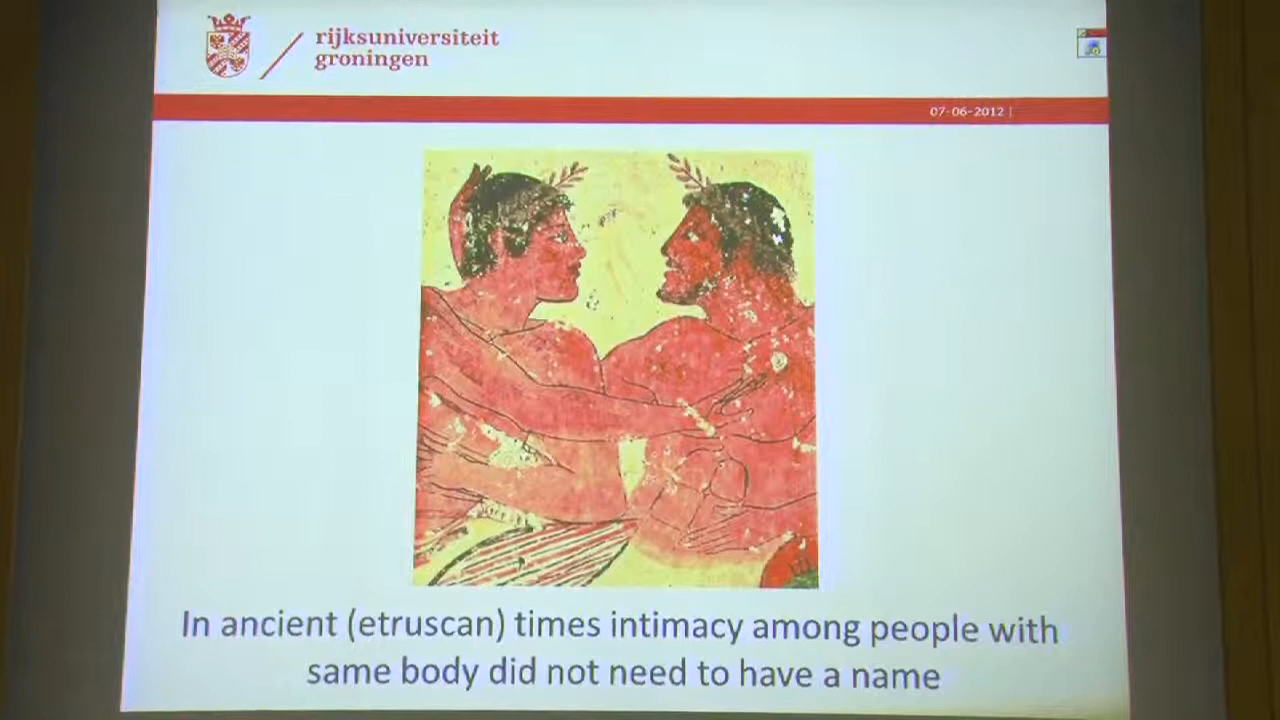 rijksuniversiteit
groningen
07-06-2012 |
In ancient (etruscan) times intimacy among people with
same body did not need to have a name